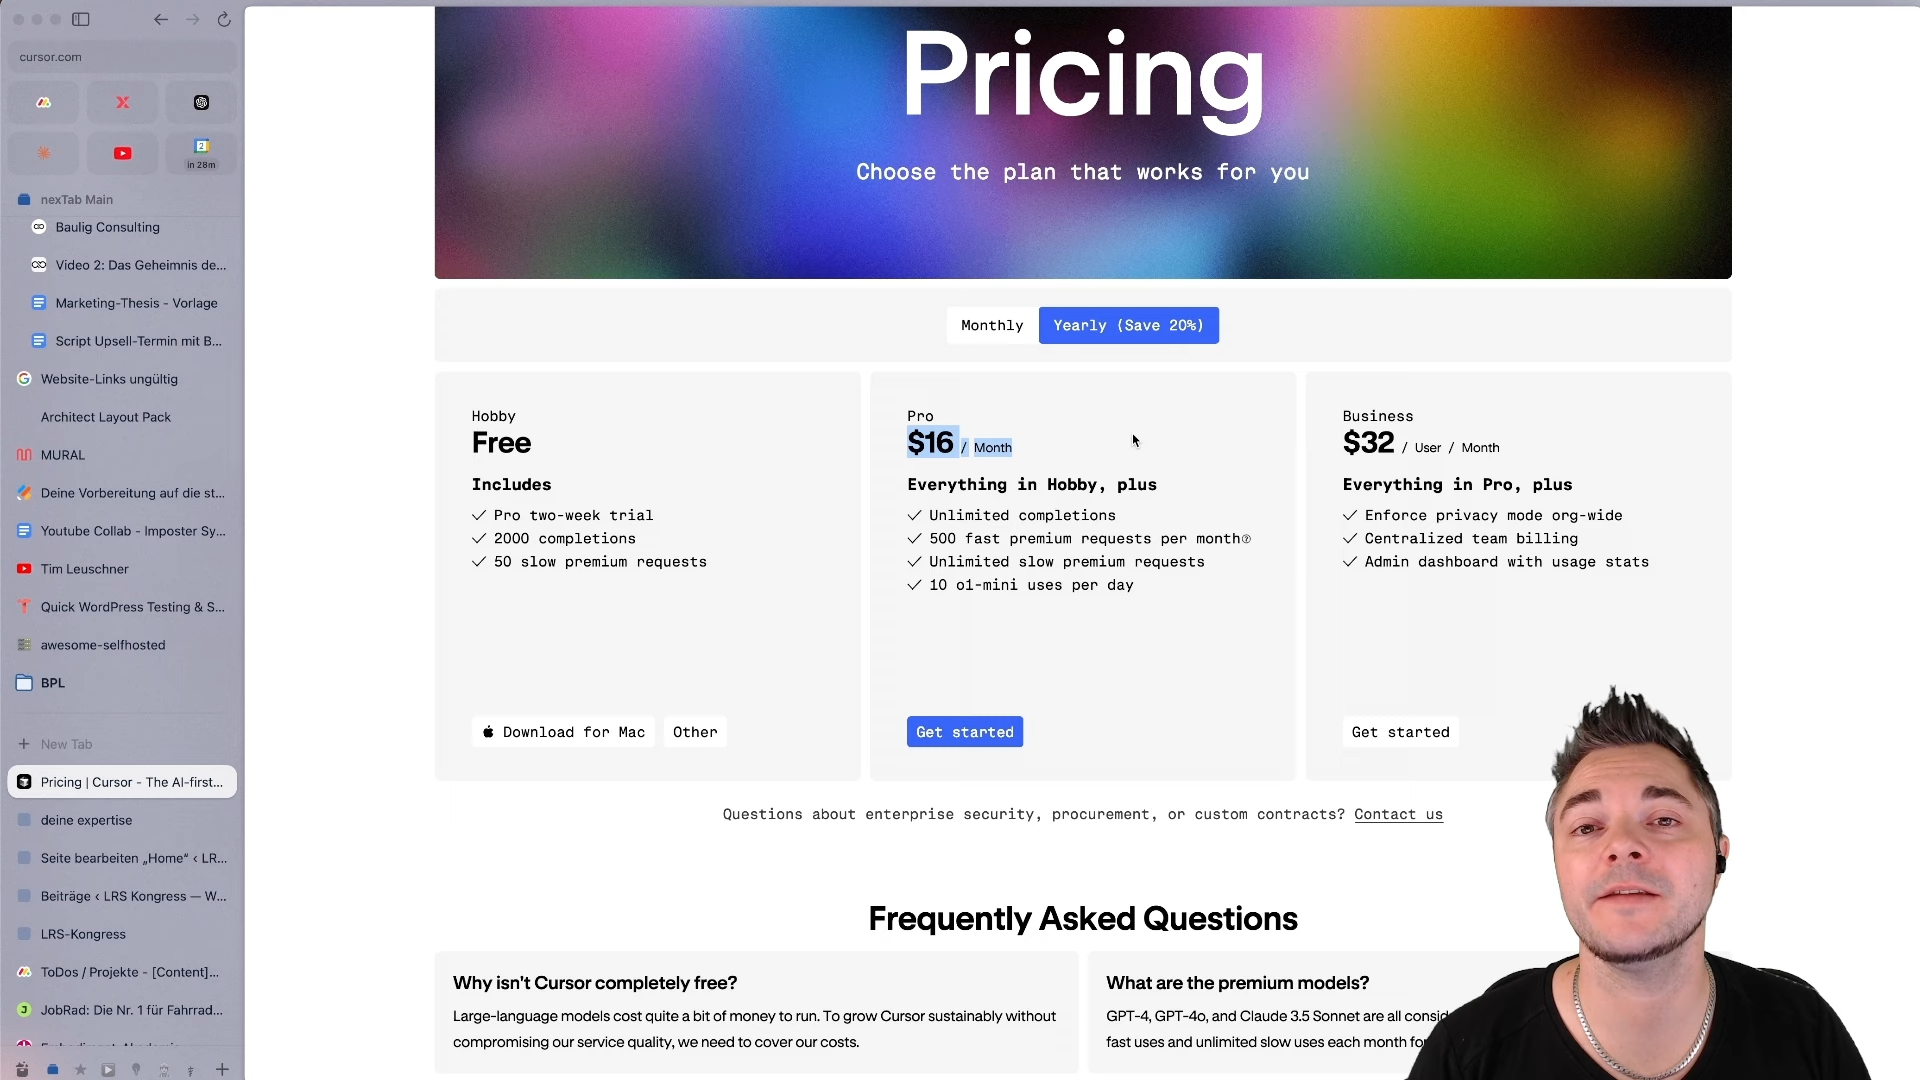 cursor.com
in 28m
nexTab Main
Baulig Consulting
Video 2: Das Geheimnis de...
Marketing-Thesis - Vorlage
Script Upsell-Termin mit B...
Website-Links ungültig
Architect Layout Pack
MURAL
Deine Vorbereitung auf die st...
Youtube Collab - Imposter Sy...
Tim Leuschner
Quick WordPress Testing & S...
awesome-selfhosted
BPL
New Tab
Pricing | Cursor - The AI-first...
deine expertise
Seite bearbeiten „Home“ ‹ LR...
Beiträge ‹ LRS Kongress — W...
LRS-Kongress
ToDos / Projekte - [Content]...
JobRad: Die Nr. 1 für Fahrrad...
Pricing
Choose the plan that works for you
Monthly
Yearly (Save 20%)
Hobby
Free
Includes
Pro two-week trial
2000 completions
50 slow premium requests
Download for Mac
Other
Pro
$16 / Month
Everything in Hobby, plus
Unlimited completions
500 fast premium requests per month
Unlimited slow premium requests
10 o1-mini uses per day
Get started
Business
$32 / User / Month
Everything in Pro, plus
Enforce privacy mode org-wide
Centralized team billing
Admin dashboard with usage stats
Get started
Questions about enterprise security, procurement, or custom contracts? Contact us
Frequently Asked Questions
Why isn't Cursor completely free?
Large-language models cost quite a bit of money to run. To grow Cursor sustainably without
compromising our service quality, we need to cover our costs.
What are the premium models?
GPT-4, GPT-4o, and Claude 3.5 Sonnet are all consid
fast uses and unlimited slow uses each month for